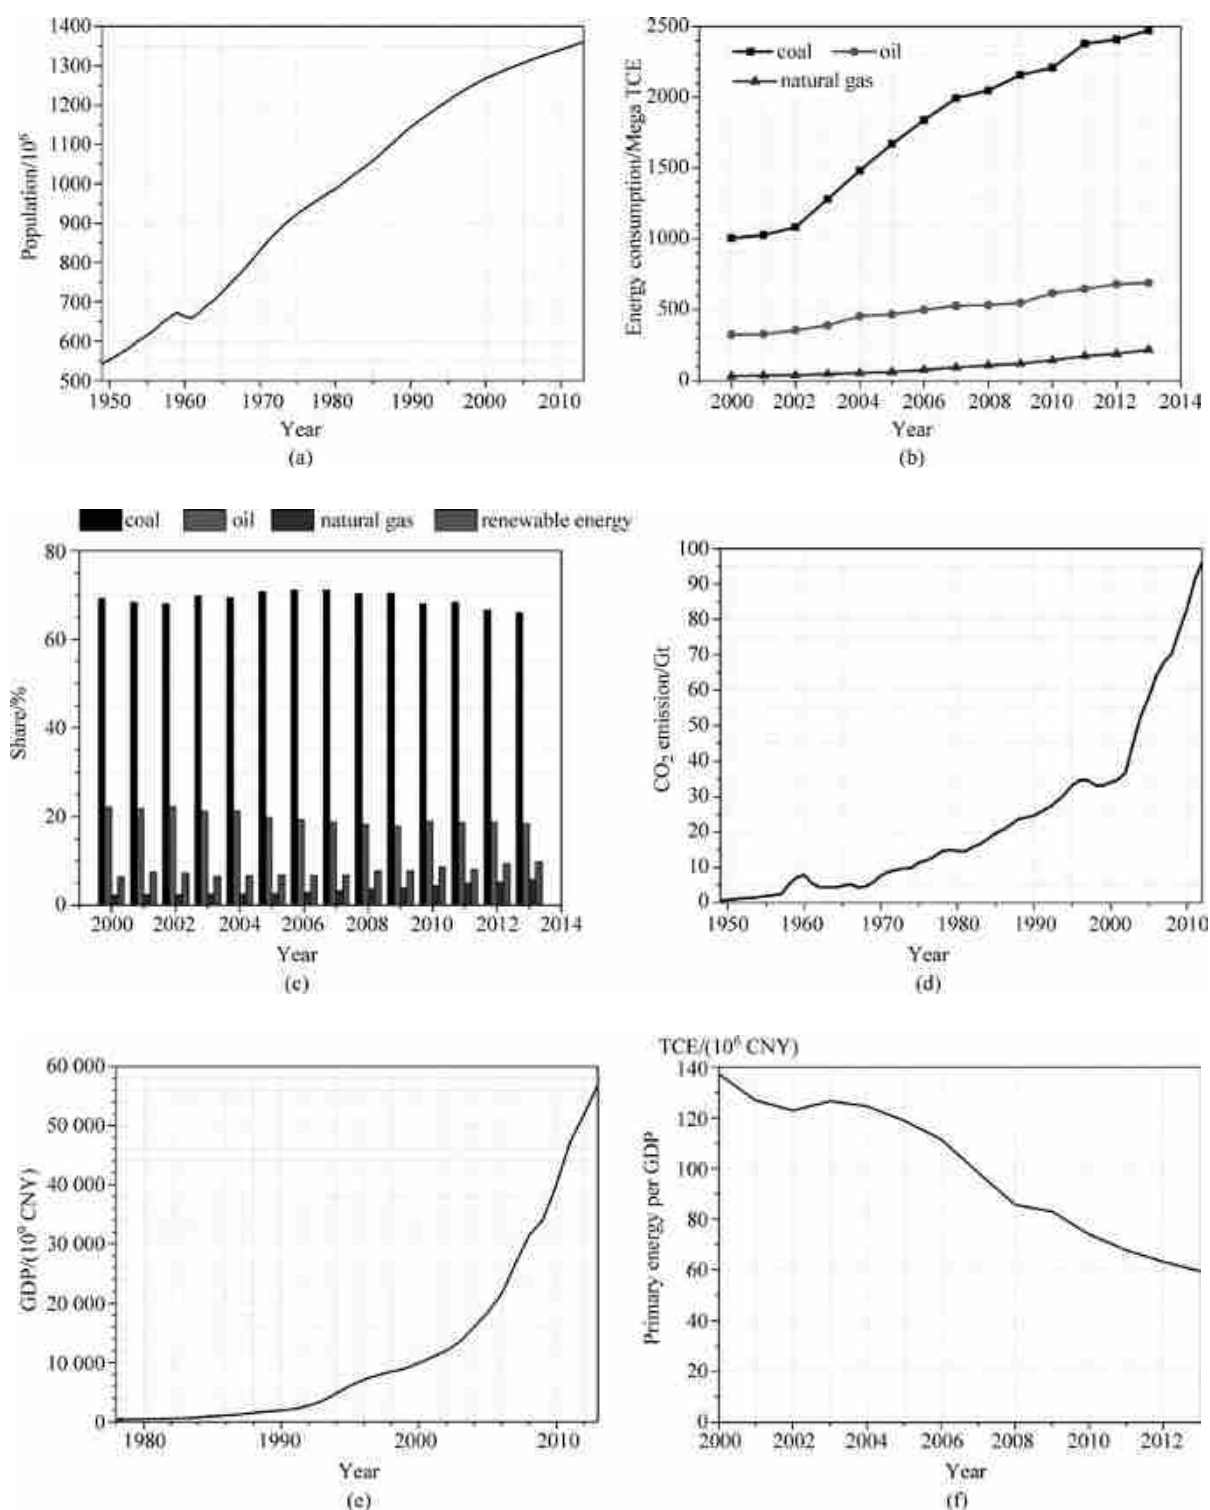 1400
1300
1200
1100
1000
900
800
700
600
500
Population/10⁶
1950 1960 1970 1980 1990 2000 2010
Year
(a)
2500
2000
1500
1000
500
0
Energy consumption/Mega TCE
coal oil
natural gas
2000 2002 2004 2006 2008 2010 2012 2014
Year
(b)
coal oil natural gas renewable energy
80
60
40
20
0
Share/%
2000 2002 2004 2006 2008 2010 2012 2014
Year
(c)
100
90
80
70
60
50
40
30
20
10
0
CO₂ emission/Gt
1950 1960 1970 1980 1990 2000 2010
Year
(d)
60 000
50 000
40 000
30 000
20 000
10 000
0
GDP/(10⁹ CNY)
1980 1990 2000 2010
Year
(e)
TCE/(10⁶ CNY)
140
120
100
80
60
40
20
0
Primary energy per GDP
2000 2002 2004 2006 2008 2010 2012
Year
(f)